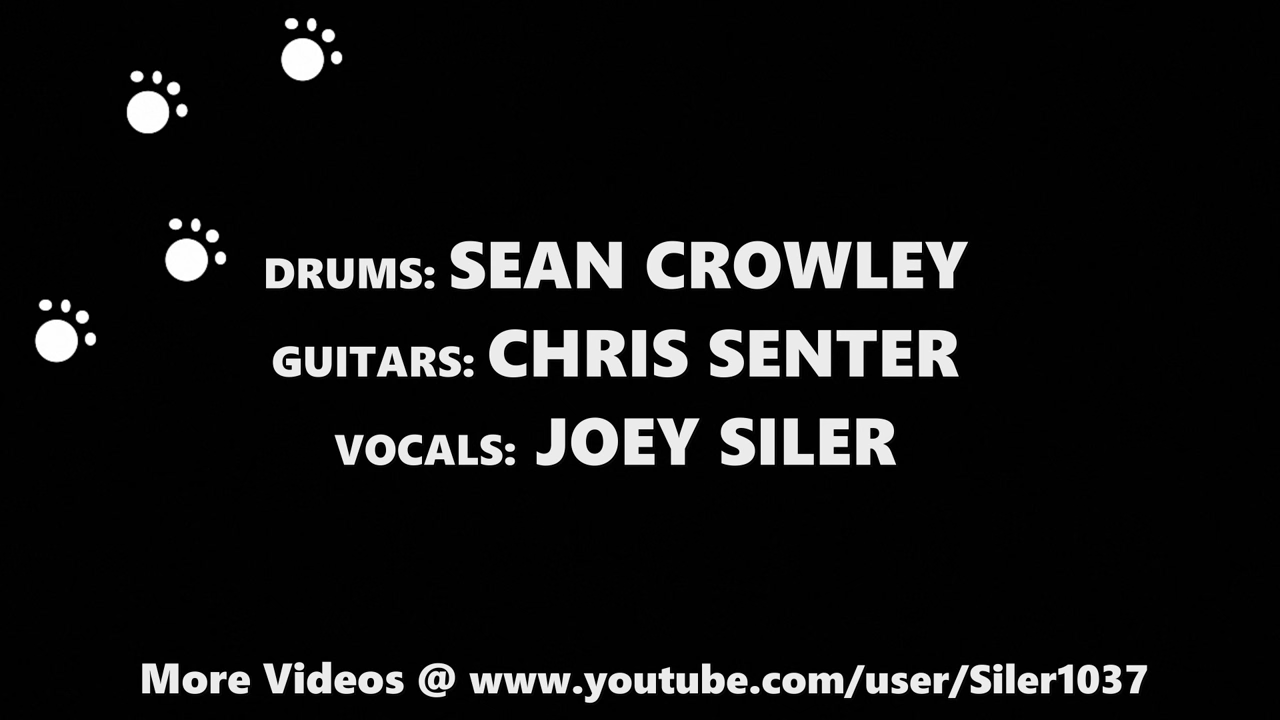 DRUMS: SEAN CROWLEY
GUITARS: CHRIS SENTER
VOCALS: JOEY SILER
More Videos @ www.youtube.com/user/Siler1037